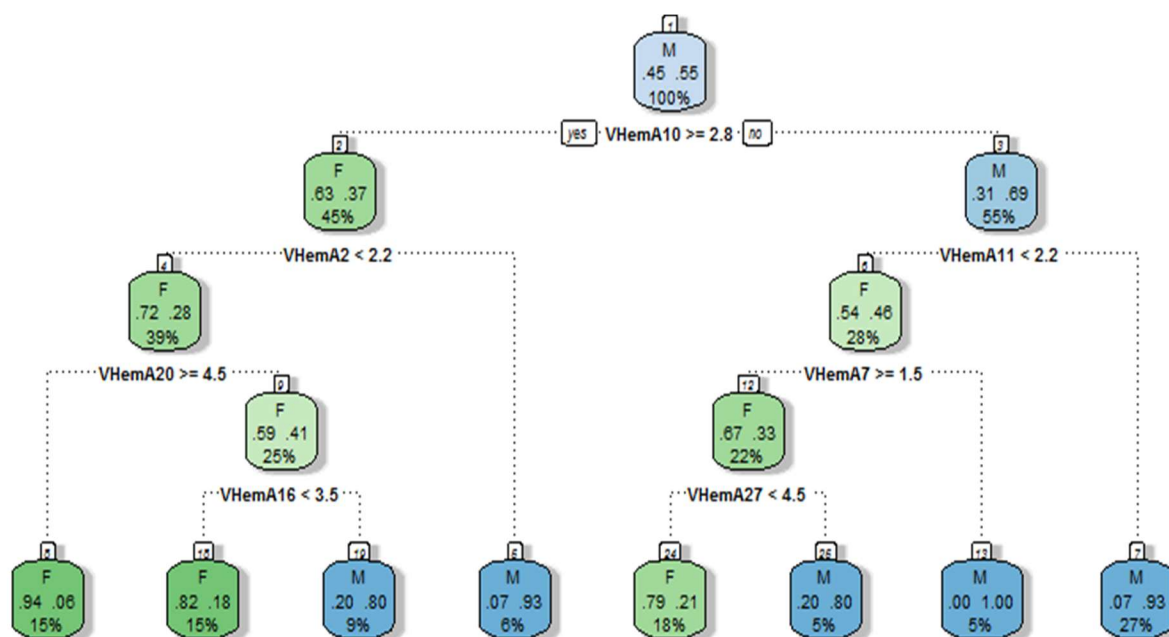 1
M
.45 .55
100%
yes VHemA10 >= 2.8 no
2
F
.63 .37
45%
3
M
.31 .69
55%
VHemA2 < 2.2
VHemA11 < 2.2
4
F
.72 .28
39%
6
F
.54 .46
28%
VHemA20 >= 4.5
VHemA7 >= 1.5
9
F
.59 .41
25%
12
F
.67 .33
22%
VHemA16 < 3.5
VHemA27 < 4.5
8
F
.94 .06
15%
18
F
.82 .18
15%
19
M
.20 .80
9%
5
M
.07 .93
6%
24
F
.79 .21
18%
25
M
.20 .80
5%
13
M
.00 1.00
5%
7
M
.07 .93
27%